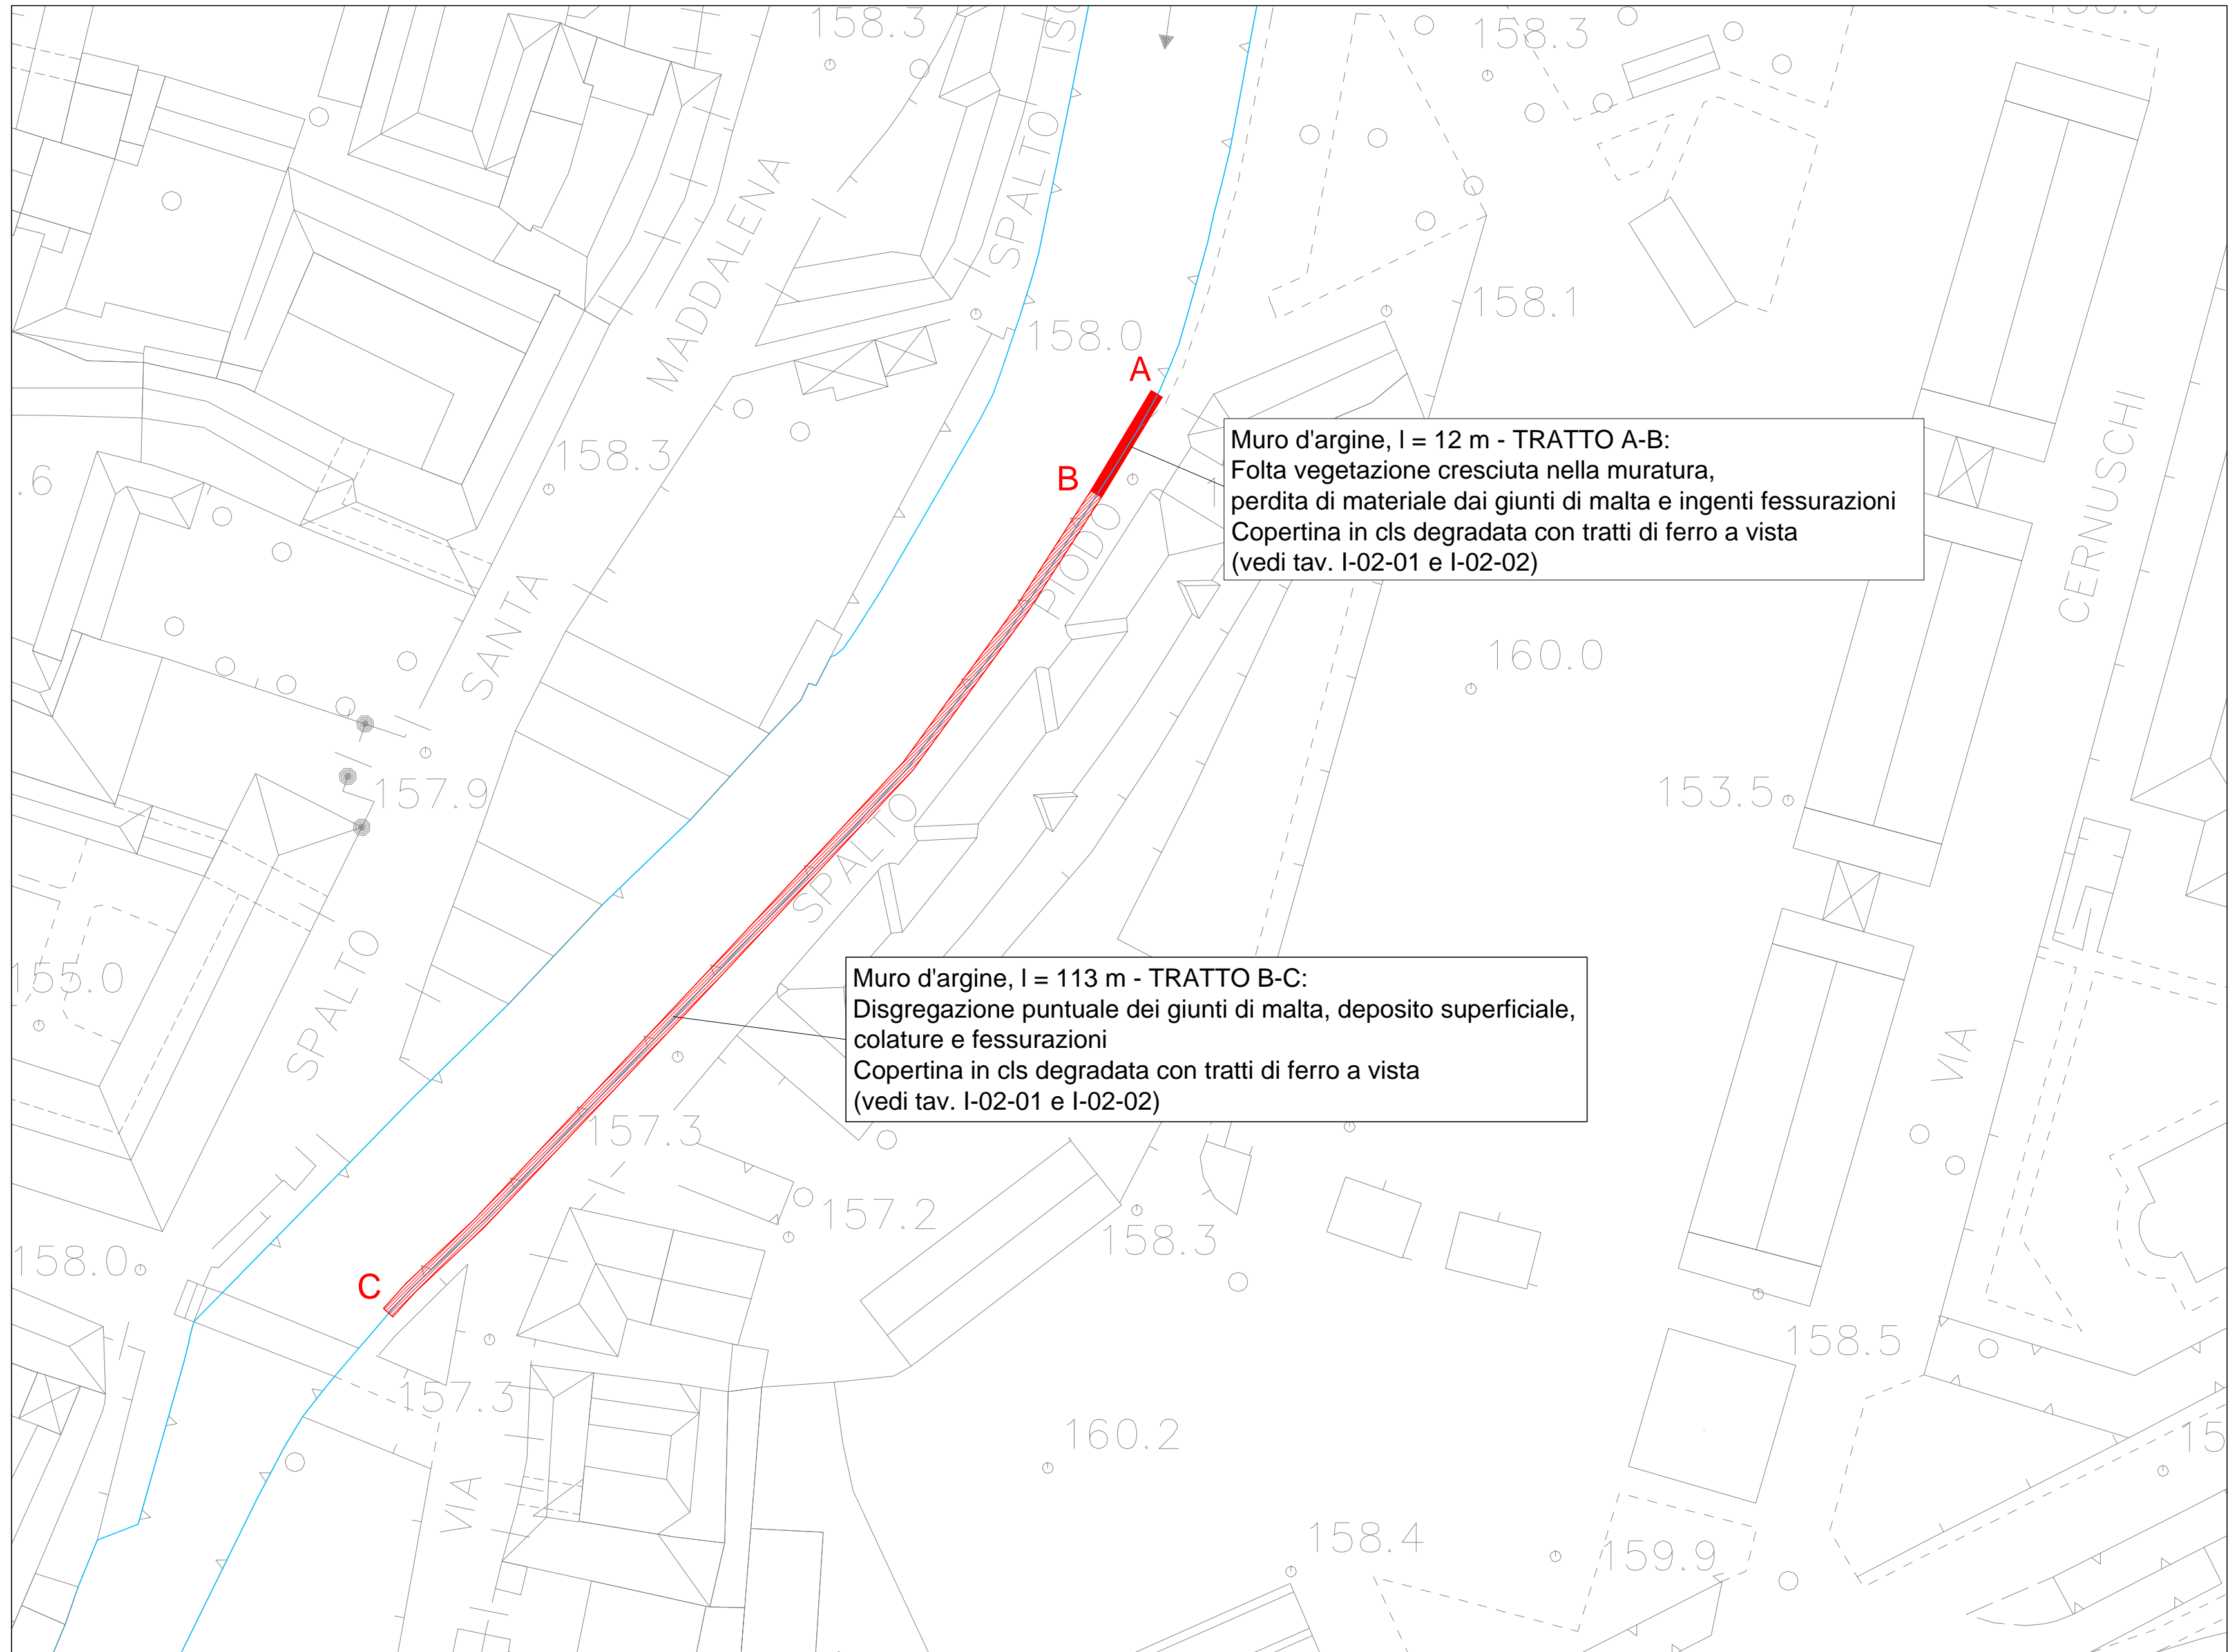 158.3
158.3
SPALTO
MADDALENA
158.1
158.0
A
Muro d'argine, l = 12 m - TRATTO A-B:
Folta vegetazione cresciuta nella muratura,
perdita di materiale dai giunti di malta e ingenti fessurazioni
Copertina in cls degradata con tratti di ferro a vista
(vedi tav. I-02-01 e I-02-02)
B
158.3
.6
CERNUSCHI
PIODO
SANTA
160.0
157.9
153.5
SPALTO
155.0
SPALTO
Muro d'argine, l = 113 m - TRATTO B-C:
Disgregazione puntuale dei giunti di malta, deposito superficiale,
colature e fessurazioni
Copertina in cls degradata con tratti di ferro a vista
(vedi tav. I-02-01 e I-02-02)
VIA
157.3
157.2
158.3
158.0
C
158.5
157.3
160.2
15
VIA
158.4
159.9